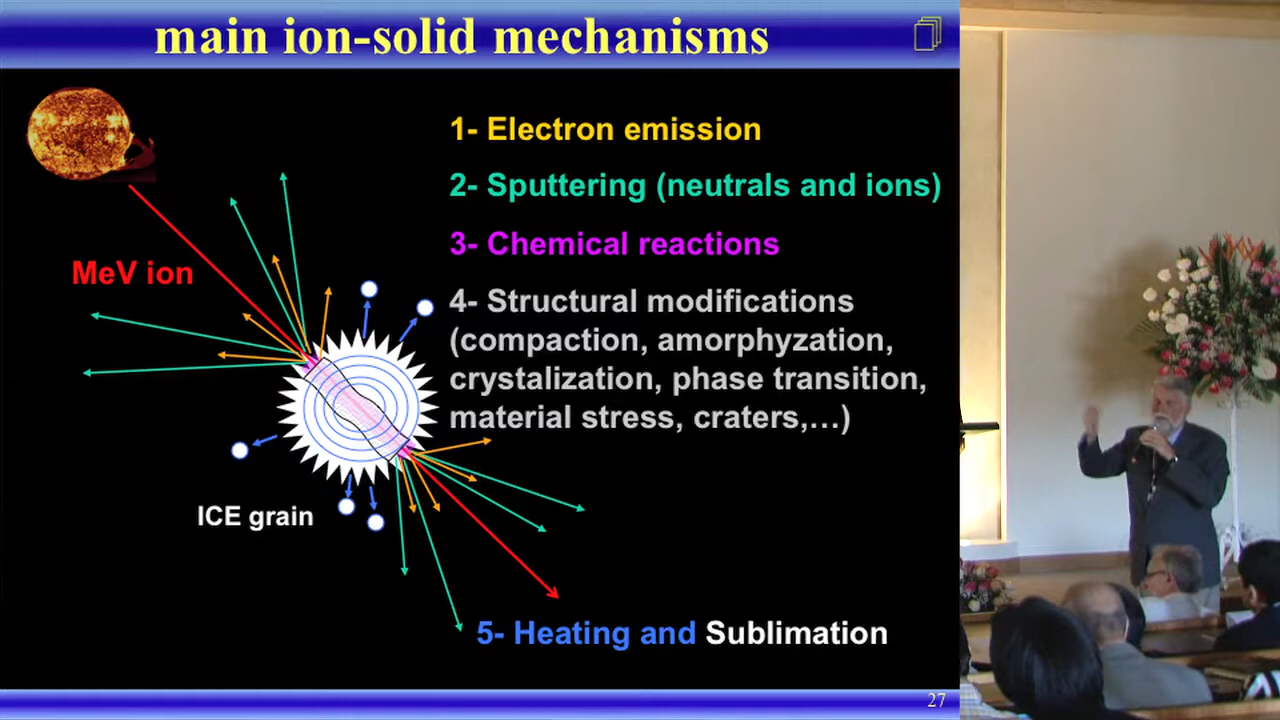 main ion-solid mechanisms
1- Electron emission
2- Sputtering (neutrals and ions)
3- Chemical reactions
MeV ion
4- Structural modifications
(compaction, amorphyzation,
crystalization, phase transition,
material stress, craters,...)
ICE grain
5- Heating and Sublimation
27